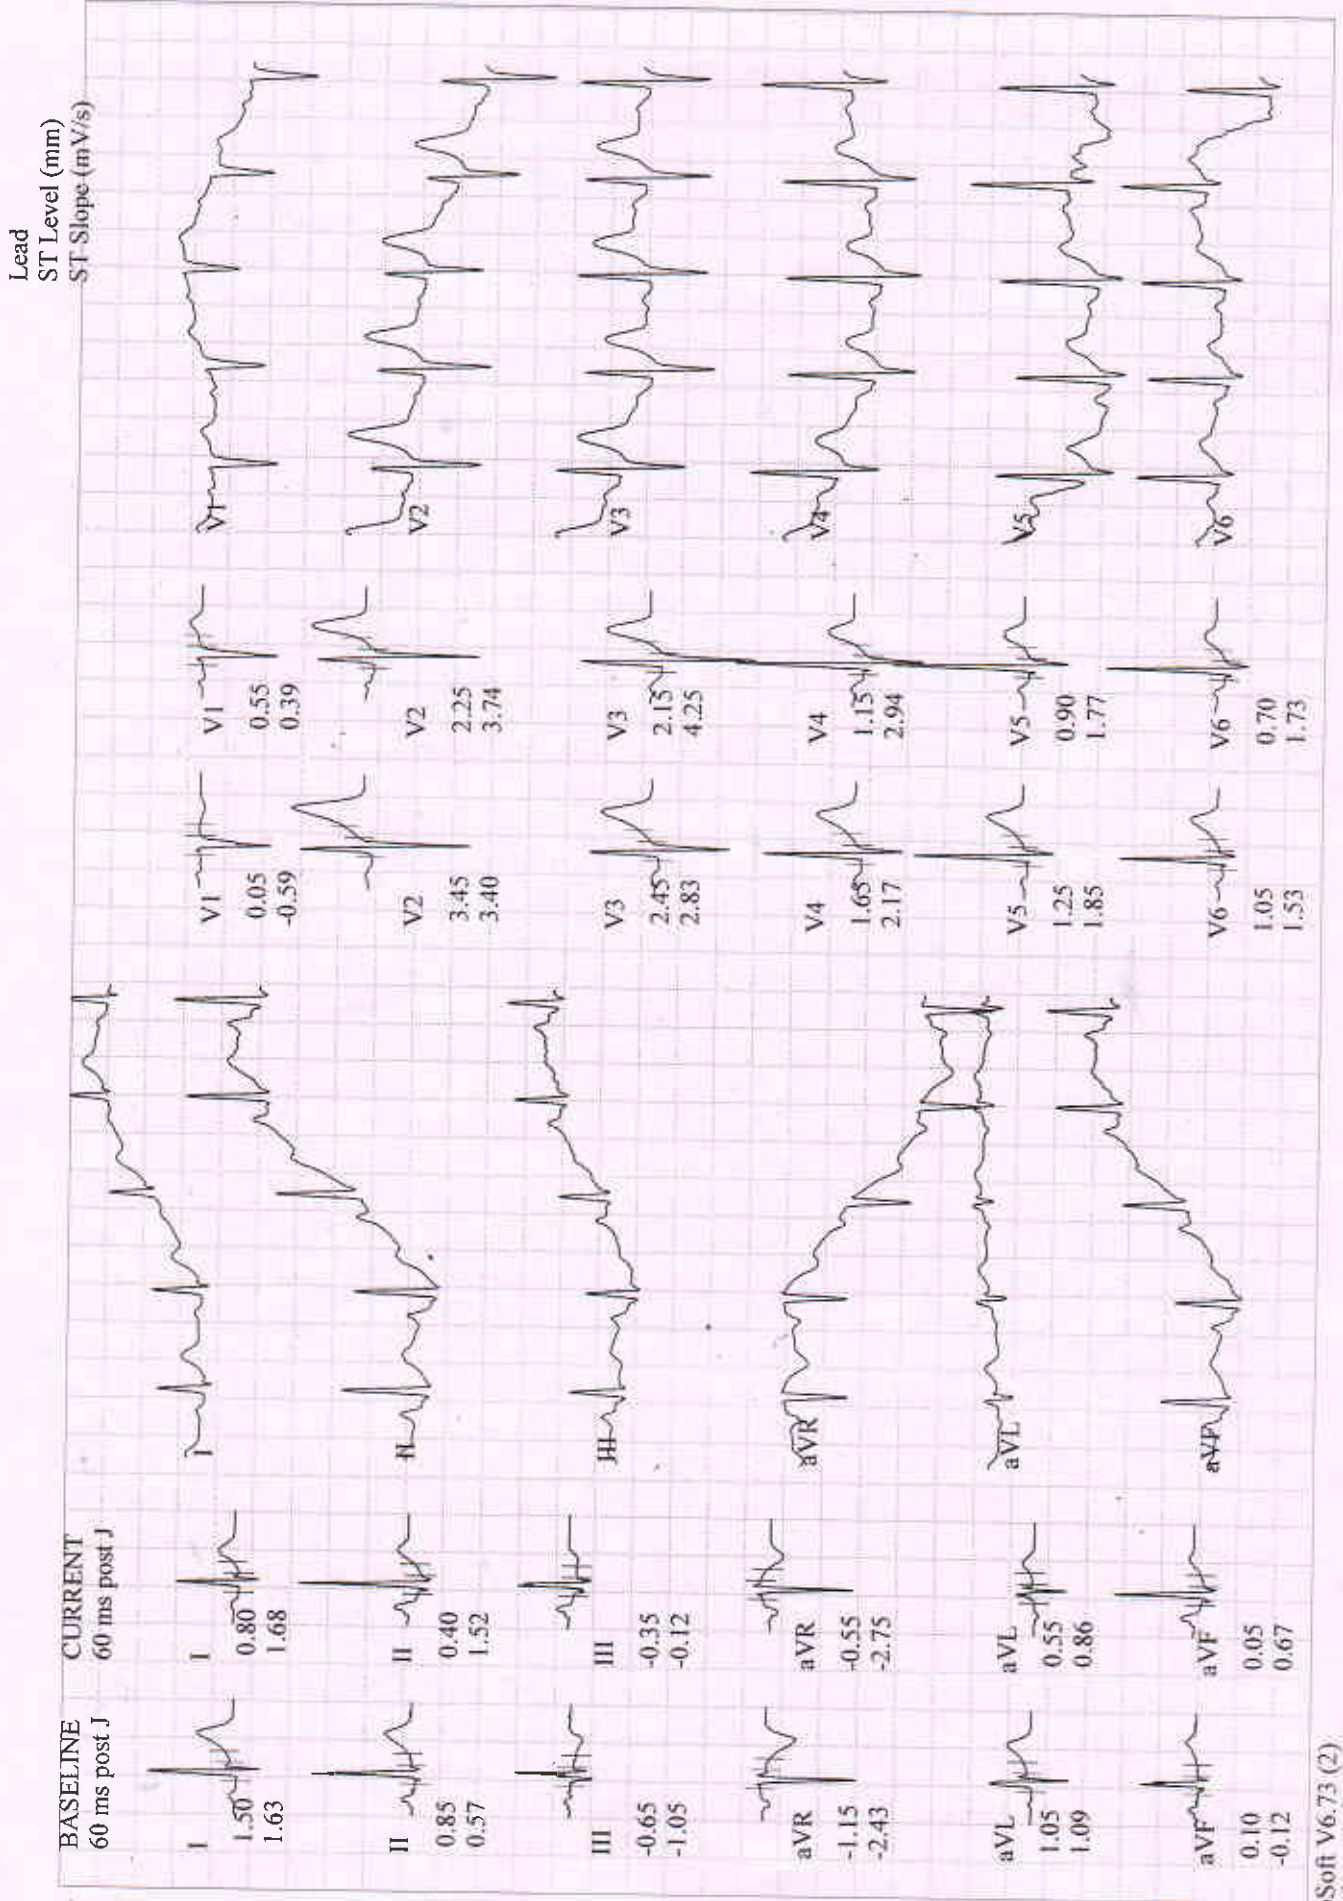 Lead
ST Level (mm)
ST-Slope (mV/s)
BASELINE
60 ms post J
CURRENT
60 ms post J
I
1.50
1.63
I
0.80
1.68
I
V1
0.05
-0.59
V1
0.55
0.39
V1
II
0.85
0.57
II
0.40
1.52
II
V2
3.45
3.40
V2
2.25
3.74
V2
III
-0.65
-1.05
III
-0.35
-0.12
III
V3
2.45
2.83
V3
2.15
4.25
V3
aVR
-1.15
-2.43
aVR
-0.55
-2.75
aVR
V4
1.65
2.17
V4
1.15
2.94
V4
aVL
1.05
1.09
aVL
0.55
0.86
aVL
V5
1.25
1.85
V5
0.90
1.77
V5
aVF
0.10
-0.12
aVF
0.05
0.67
aVF
V6
1.05
1.53
V6
0.70
1.73
V6
Soft V6.73 (2)